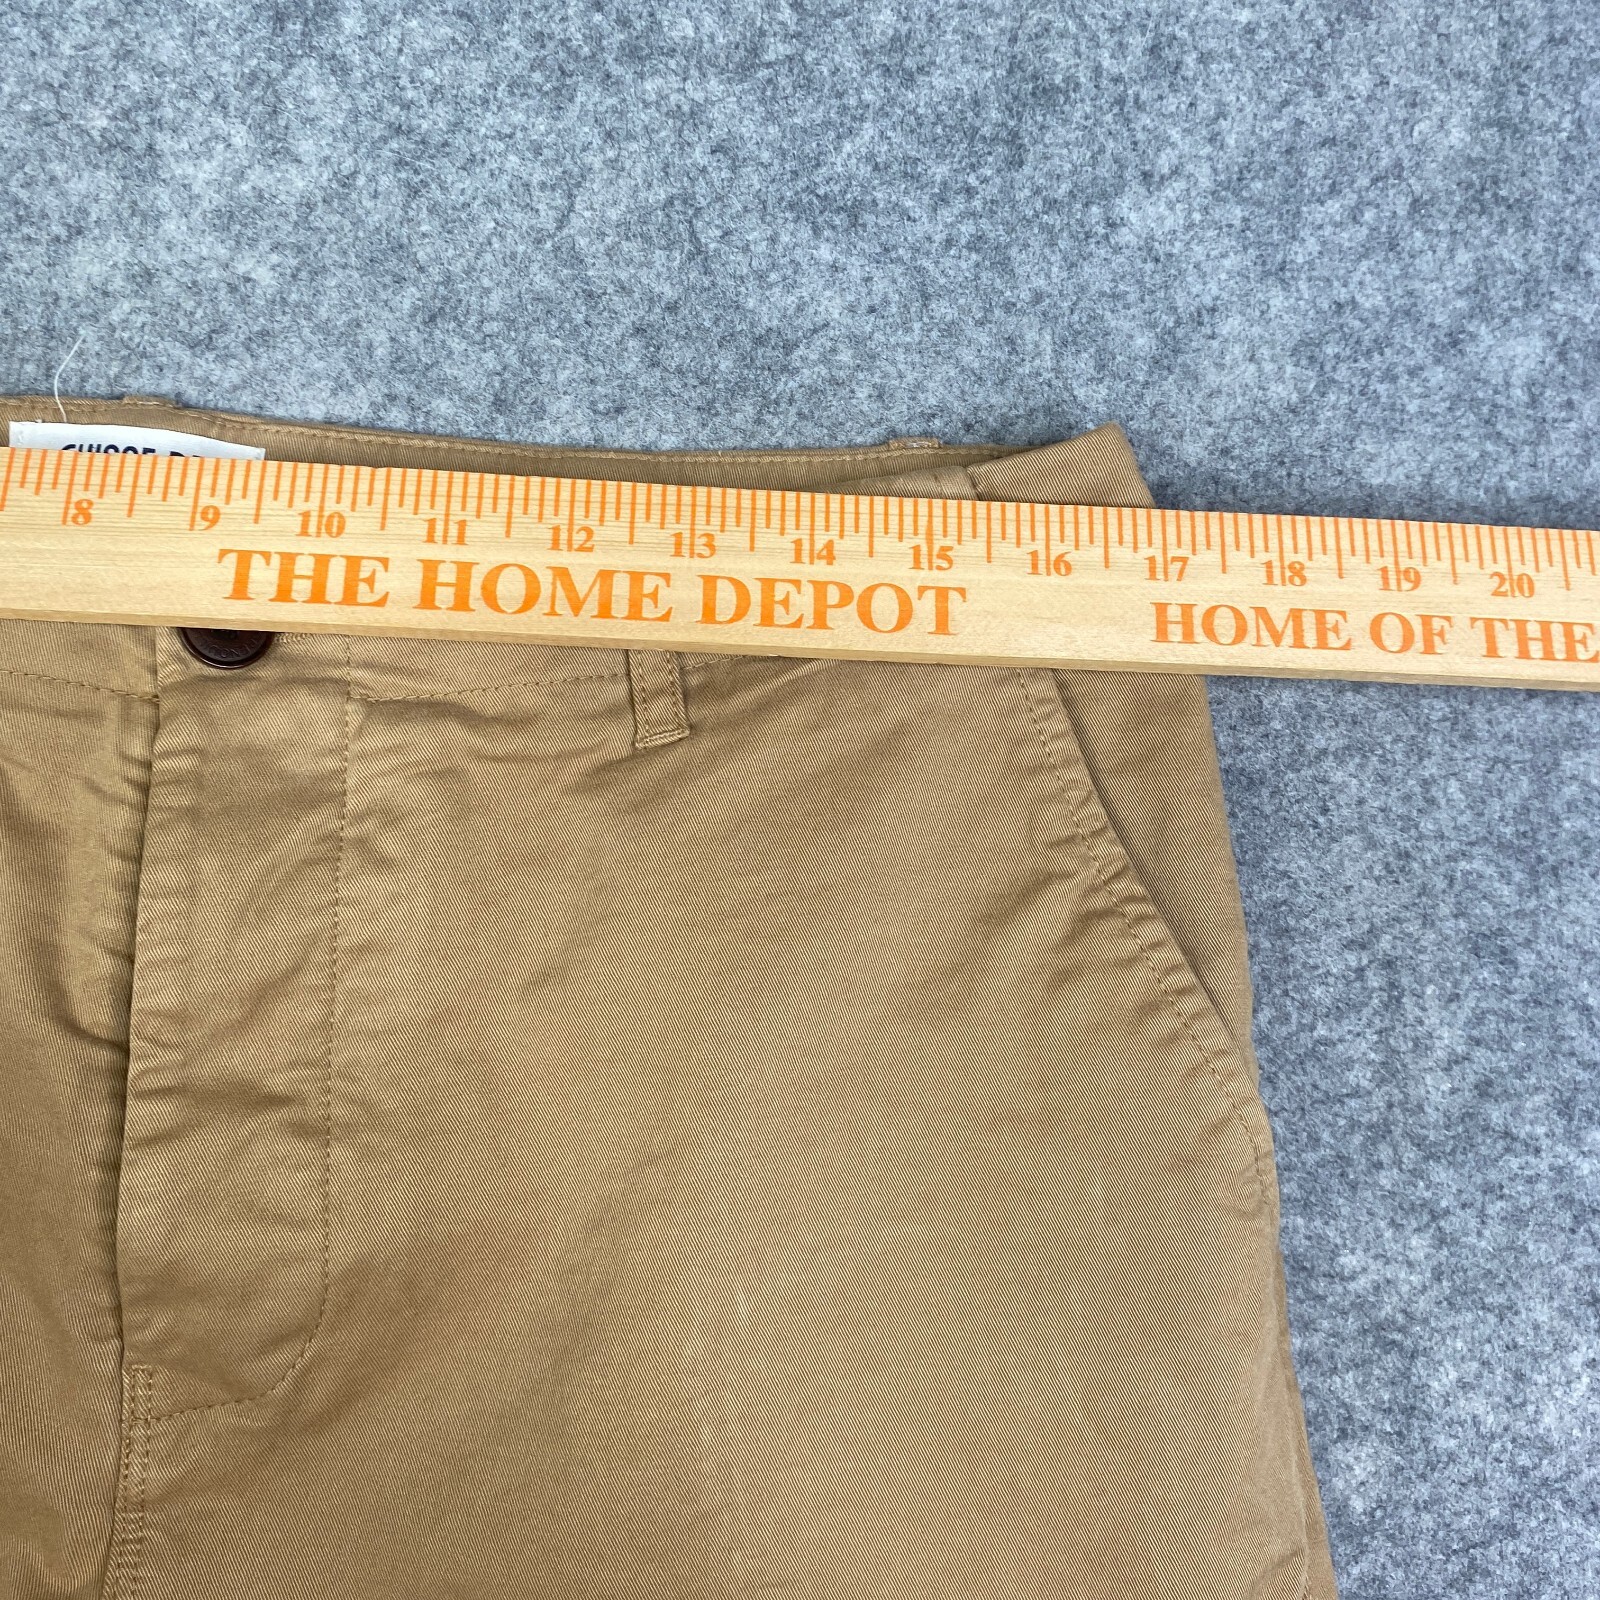 8 9 10 11 12 13 14 15 16 17 18 19 20
THE HOME DEPOT HOME OF THE